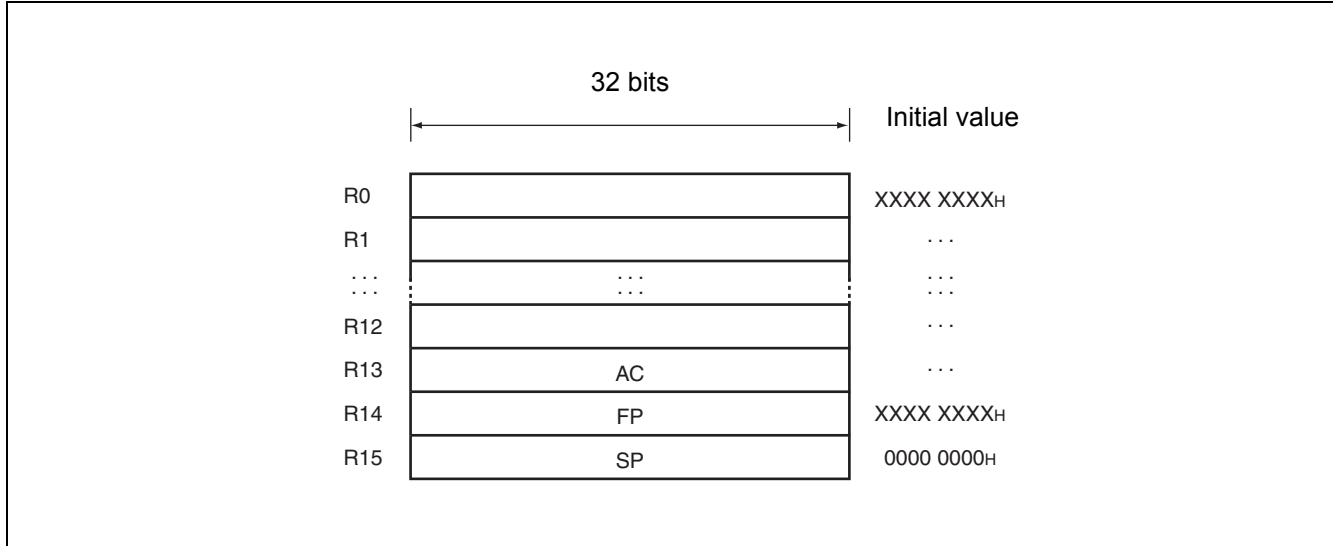 32 bits
Initial value
R0 XXXX XXXXH
R1 ...
... ... ...
... ... ...
R12 ...
R13 AC ...
R14 FP XXXX XXXXH
R15 SP 0000 0000H